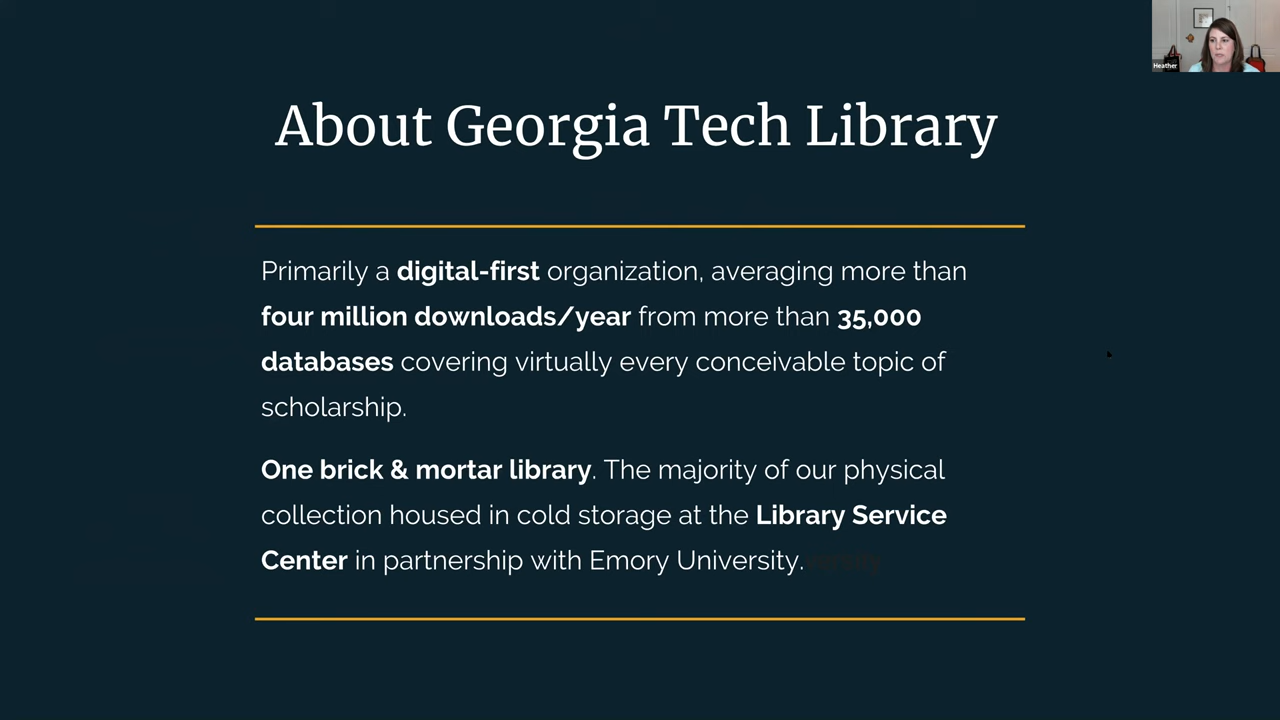 Heather
About Georgia Tech Library
Primarily a digital-first organization, averaging more than
four million downloads/year from more than 35,000
databases covering virtually every conceivable topic of
scholarship.
One brick & mortar library. The majority of our physical
collection housed in cold storage at the Library Service
Center in partnership with Emory University.